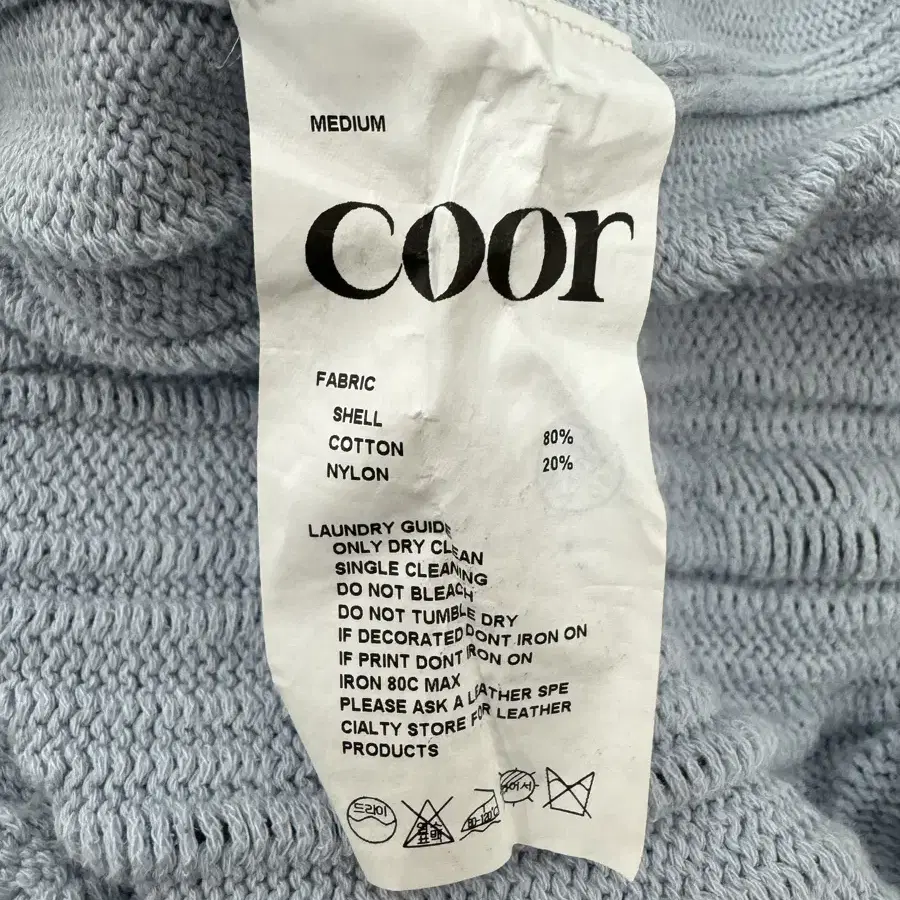 MEDIUM
coor
FABRIC
SHELL
COTTON 80%
NYLON 20%
LAUNDRY GUIDE
ONLY DRY CLEAN
SINGLE CLEANING
DO NOT BLEACH
DO NOT TUMBLE DRY
IF DECORATED DONT IRON ON
IF PRINT DONT IRON ON
IRON 80C MAX
PLEASE ASK A LEATHER SPE
CIALTY STORE FOR LEATHER
PRODUCTS
드라이
80-120℃